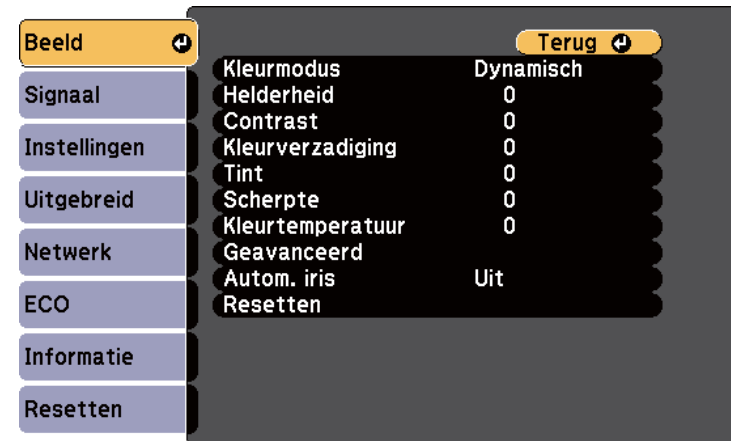 Beeld
Signaal
Instellingen
Uitgebreid
Netwerk
ECO
Informatie
Resetten
Terug
Kleurmodus Dynamisch
Helderheid 0
Contrast 0
Kleurverzadiging 0
Tint 0
Scherpte 0
Kleurtemperatuur 0
Geavanceerd
Autom. iris Uit
Resetten